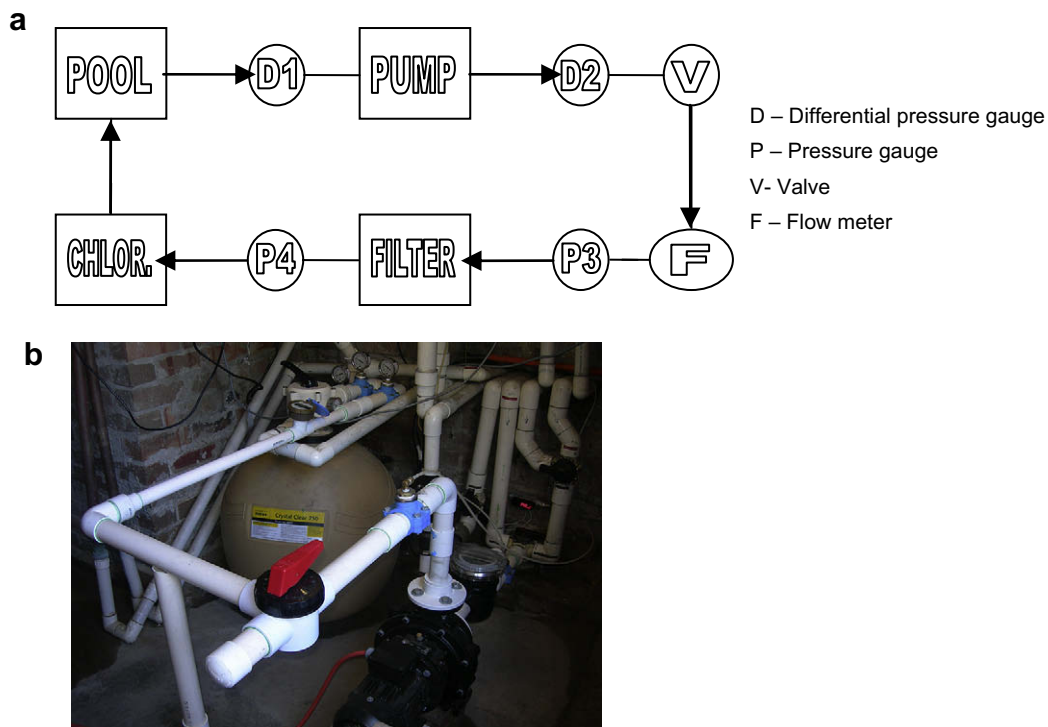 a
POOL
D1
PUMP
D2
V
D – Differential pressure gauge
P – Pressure gauge
V- Valve
F – Flow meter
CHLOR.
P4
FILTER
P3
F
b
Crystal Clear